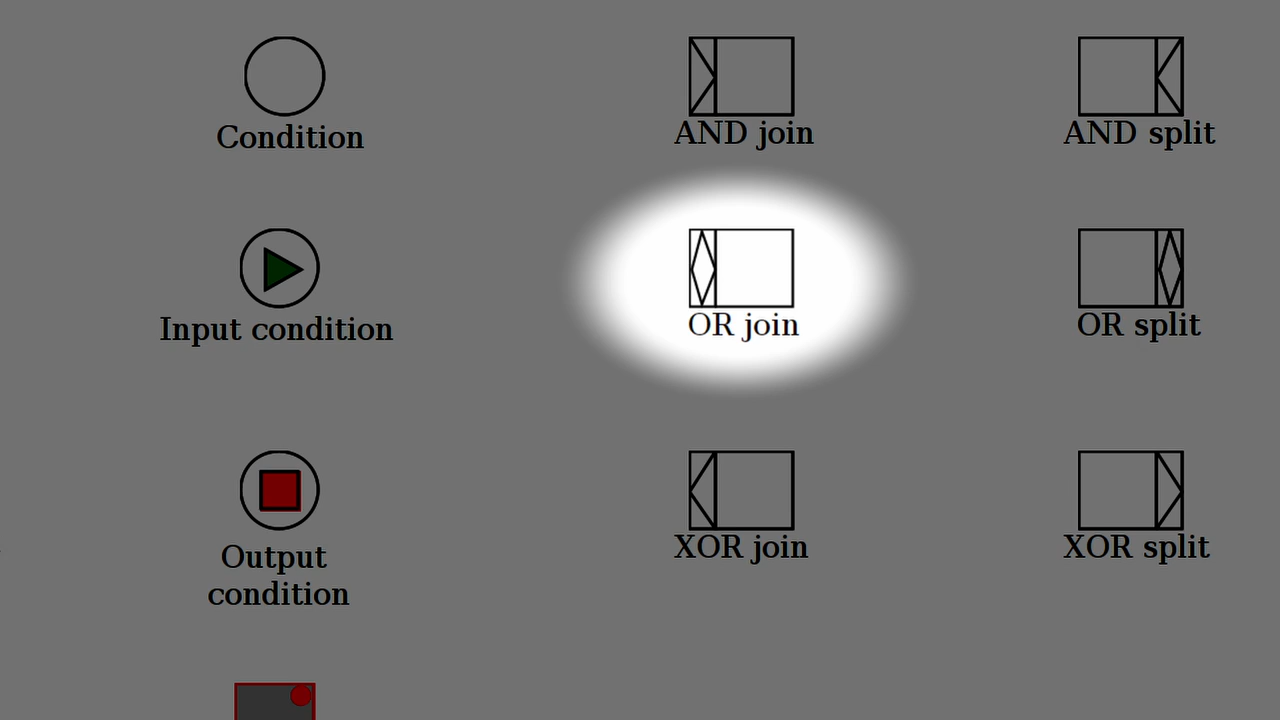 Condition
AND join
AND split
Input condition
OR join
OR split
Output
condition
XOR join
XOR split